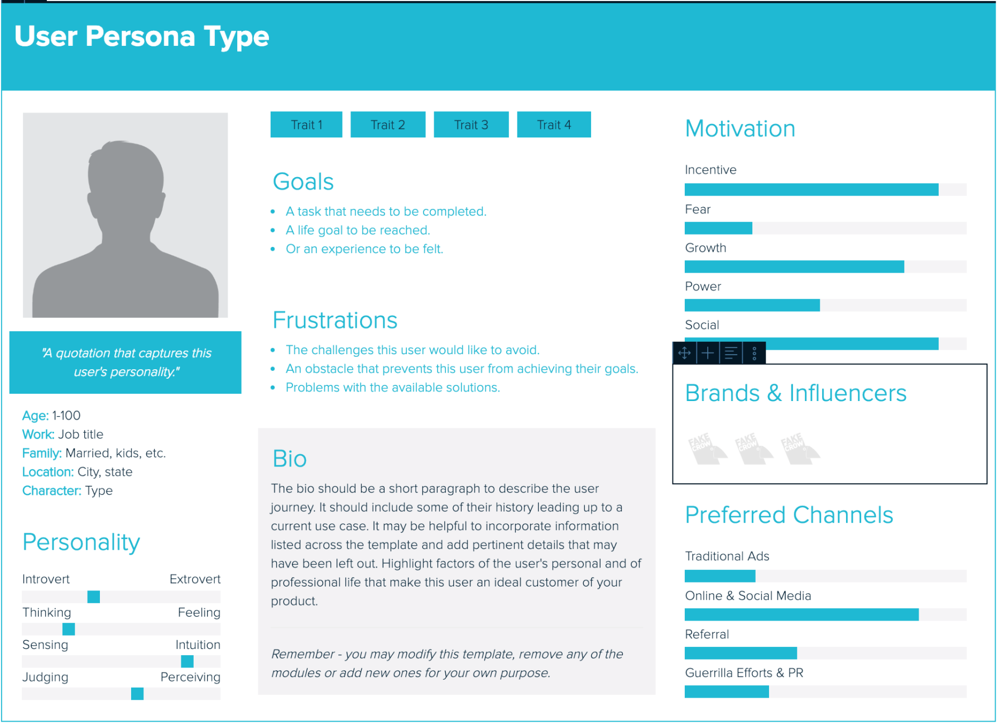 User Persona Type
"A quotation that captures this
user's personality."
Age: 1-100
Work: Job title
Family: Married, kids, etc.
Location: City, state
Character: Type
Personality
Introvert Extrovert
Thinking Feeling
Sensing Intuition
Judging Perceiving
Trait 1 Trait 2 Trait 3 Trait 4
Goals
• A task that needs to be completed.
• A life goal to be reached.
• Or an experience to be felt.
Frustrations
• The challenges this user would like to avoid.
• An obstacle that prevents this user from achieving their goals.
• Problems with the available solutions.
Bio
The bio should be a short paragraph to describe the user
journey. It should include some of their history leading up to a
current use case. It may be helpful to incorporate information
listed across the template and add pertinent details that may
have been left out. Highlight factors of the user's personal and of
professional life that make this user an ideal customer of your
product.
Remember - you may modify this template, remove any of the
modules or add new ones for your own purpose.
Motivation
Incentive
Fear
Growth
Power
Social
Brands & Influencers
FAKE CROW FAKE CROW FAKE CROW
Preferred Channels
Traditional Ads
Online & Social Media
Referral
Guerrilla Efforts & PR